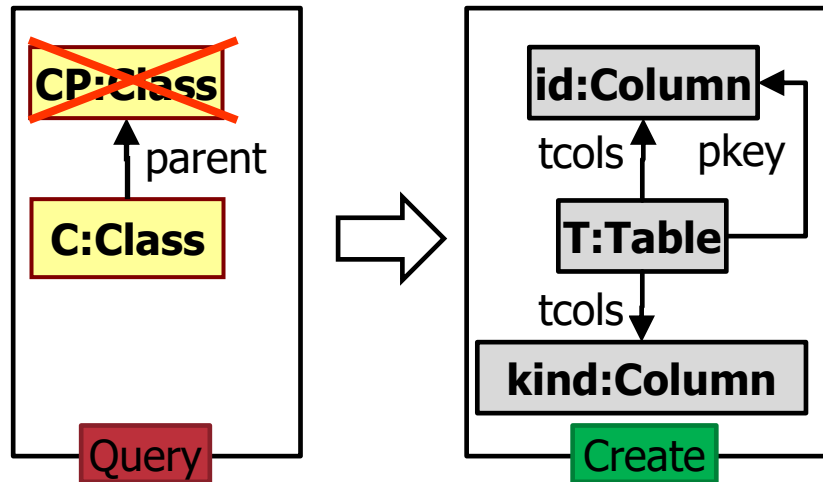 CP:Class
parent
C:Class
Query
id:Column
tcols
pkey
T:Table
tcols
kind:Column
Create